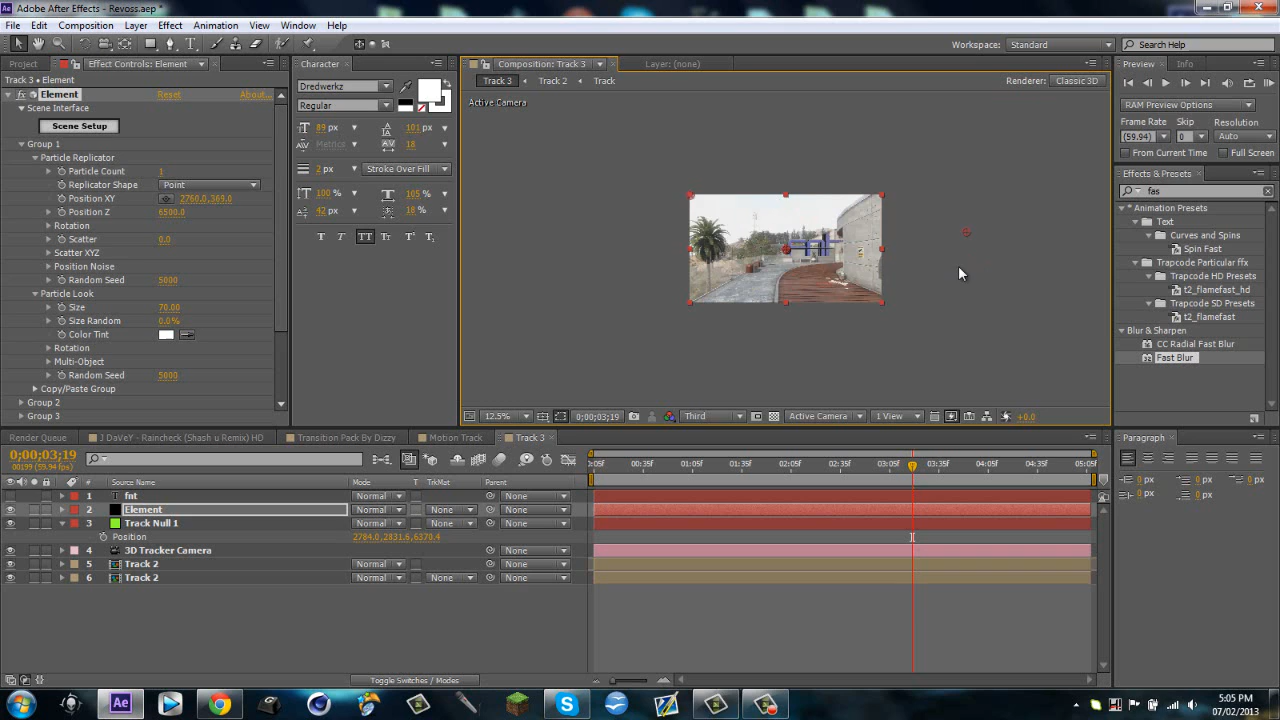 Adobe After Effects - Revoss.aep *
File Edit Composition Layer Effect Animation View Window Help
Workspace: Standard Search Help
Project Effect Controls: Element
Track 3 • Element
Element Reset About...
Scene Interface
Scene Setup
Group 1
Particle Replicator
Particle Count 1
Replicator Shape Point
Position XY 2760.0,369.0
Position Z 6500.0
Rotation
Scatter 0.0
Scatter XYZ
Position Noise
Random Seed 5000
Particle Look
Size 70.00
Size Random 0.0%
Color Tint
Rotation
Multi-Object
Random Seed 5000
Copy/Paste Group
Group 2
Group 3
Character
Dredwerkz
Regular
89 px 101 px
Metrics 18
2 px Stroke Over Fill
100 % 105 %
42 px 18 %
T T TT Tr T T
Composition: Track 3 Layer: (none)
Track 3 Track 2 Track Renderer: Classic 3D
Active Camera
12.5% 0;00;03;19 Third Active Camera 1 View +0.0
Preview Info
RAM Preview Options
Frame Rate Skip Resolution
(59.94) 0 Auto
From Current Time Full Screen
Effects & Presets
fas
* Animation Presets
Text
Curves and Spins
Spin Fast
Trapcode Particular ffx
Trapcode HD Presets
t2_flamefast_hd
Trapcode SD Presets
t2_flamefast
Blur & Sharpen
CC Radial Fast Blur
Fast Blur
Render Queue J DaVeY - Raincheck (Shash u Remix) HD Transition Pack By Dizzy Motion Track Track 3
0;00;03;19
00199 (59.94 fps)
0:05f 00:35f 01:05f 01:35f 02:05f 02:35f 03:05f 03:35f 04:05f 04:35f 05:05f
# Source Name Mode T TrkMat Parent
1 T fnt Normal None
2 Element Normal None None
3 Track Null 1 Normal None None
Position 2784.0,2831.6,6370.4
4 3D Tracker Camera
5 Track 2 Normal None
6 Track 2 Normal None None
Toggle Switches / Modes
Paragraph
0 px 0 px 0 px
0 px 0 px
5:05 PM
07/02/2013